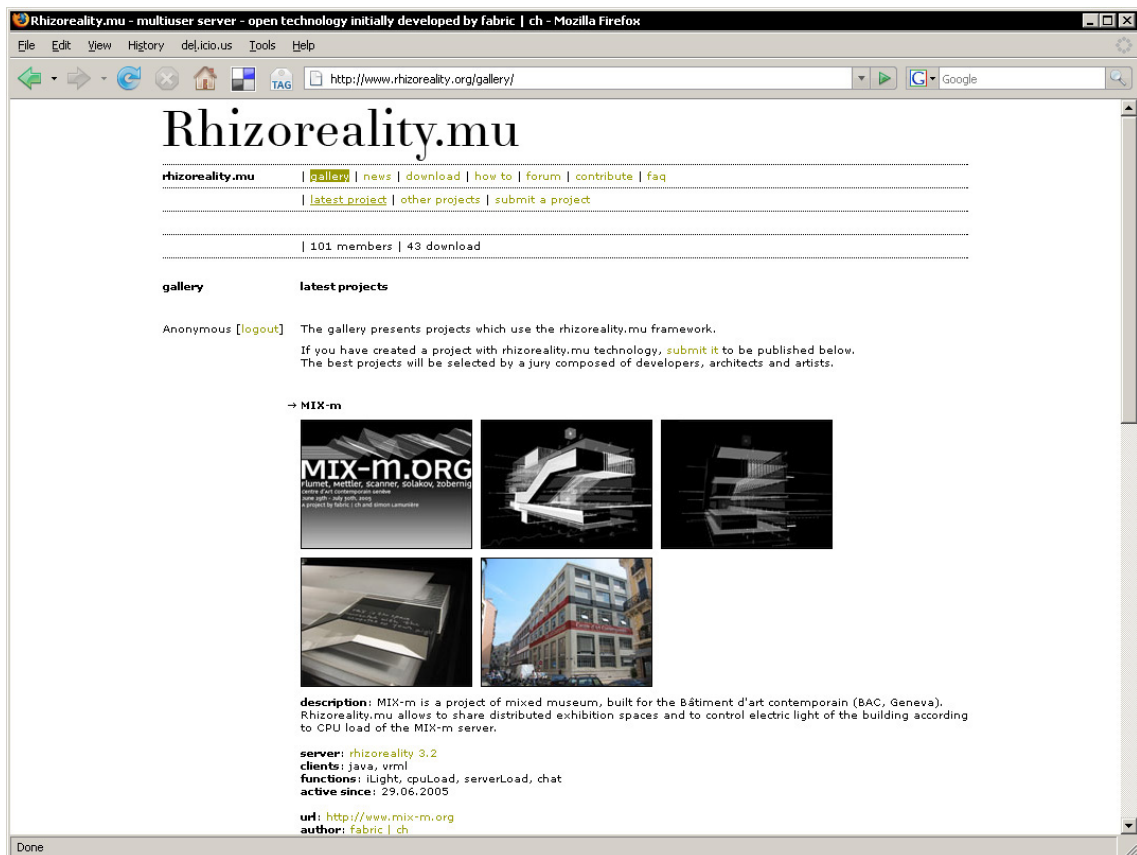 Rhizoreality.mu - multiuser server - open technology initially developed by fabric | ch - Mozilla Firefox
File Edit View History del.icio.us Tools Help
TAG http://www.rhizoreality.org/gallery/ G Google
Rhizoreality.mu
rhizoreality.mu | gallery | news | download | how to | forum | contribute | faq
| latest project | other projects | submit a project
| 101 members | 43 download
gallery latest projects
Anonymous [logout] The gallery presents projects which use the rhizoreality.mu framework.
If you have created a project with rhizoreality.mu technology, submit it to be published below.
The best projects will be selected by a jury composed of developers, architects and artists.
→ MIX-m
MIX-m.ORG
Flumet, Mettler, scanner, solakov, zobernig
centre d'Art contemporain genève
june 29th - july 30th, 2005
A project by fabric | ch and simon Lamunière
description: MIX-m is a project of mixed museum, built for the Bâtiment d'art contemporain (BAC, Geneva).
Rhizoreality.mu allows to share distributed exhibition spaces and to control electric light of the building according
to CPU load of the MIX-m server.
server: rhizoreality 3.2
clients: java, vrml
functions: iLight, cpuLoad, serverLoad, chat
active since: 29.06.2005
url: http://www.mix-m.org
author: fabric | ch
Done